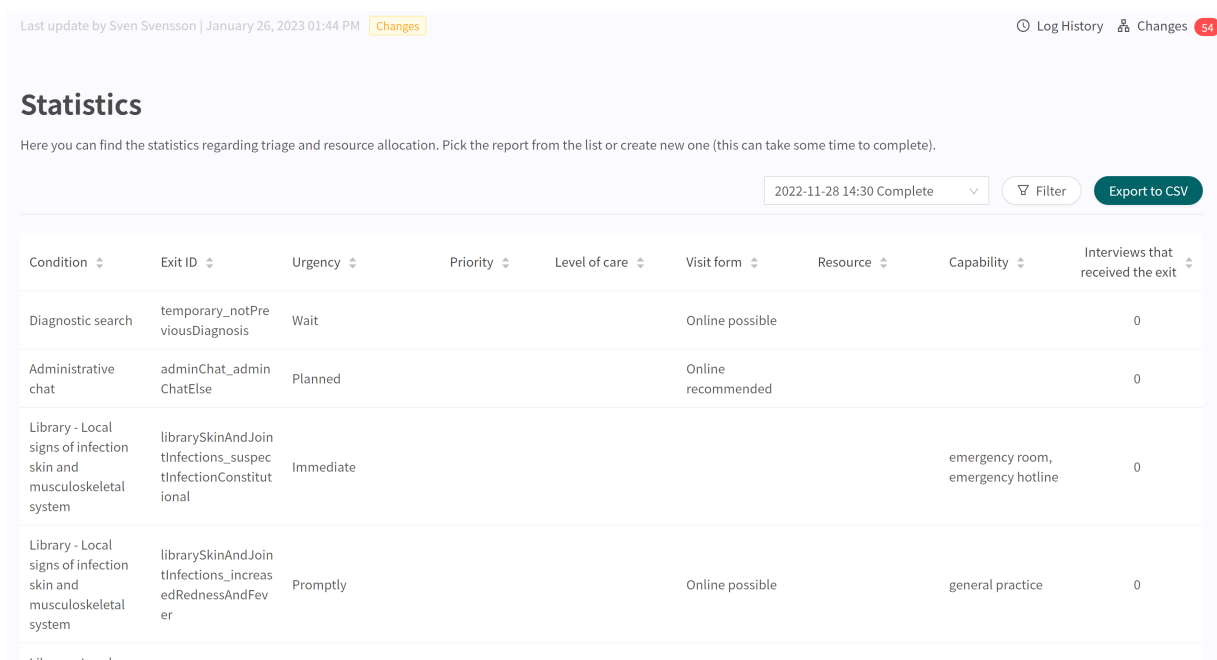 Last update by Sven Svensson | January 26, 2023 01:44 PM Changes
Log History Changes 54
Statistics
Here you can find the statistics regarding triage and resource allocation. Pick the report from the list or create new one (this can take some time to complete).
2022-11-28 14:30 Complete Filter Export to CSV
Condition Exit ID Urgency Priority Level of care Visit form Resource Capability Interviews that
received the exit
Diagnostic search
temporary_notPre
viousDiagnosis
Wait
Online possible
0
Administrative
chat
adminChat_admin
ChatElse
Planned
Online
recommended
0
Library - Local
signs of infection
skin and
musculoskeletal
system
librarySkinAndJoin
tInfections_suspec
tInfectionConstitut
ional
Immediate
emergency room,
emergency hotline
0
Library - Local
signs of infection
skin and
musculoskeletal
system
librarySkinAndJoin
tInfections_increas
edRednessAndFev
er
Promptly
Online possible
general practice
0